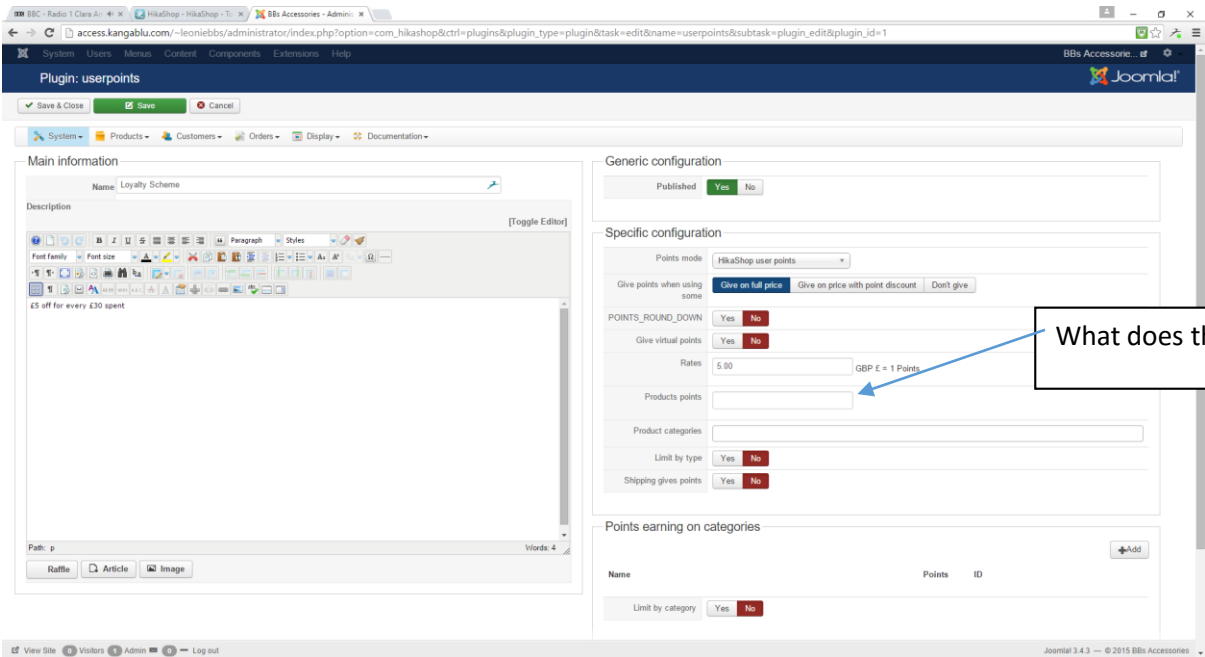 BBC - Radio 1 Clara Am
HikaShop - HikaShop - To
BBs Accessories - Adminis
access.kangablu.com/~leoniebbs/administrator/index.php?option=com_hikashop&ctrl=plugins&plugin_type=plugin&task=edit&name=userpoints&subtask=plugin_edit&plugin_id=1
System Users Menus Content Components Extensions Help
BBs Accessorie...
Plugin: userpoints
Joomla!
Save & Close Save Cancel
System Products Customers Orders Display Documentation
Main information
Name Loyalty Scheme
Description
[Toggle Editor]
Paragraph Styles
Font family Font size
£5 off for every £30 spent
Path: p Words: 4
Raffle Article Image
Generic configuration
Published Yes No
Specific configuration
Points mode HikaShop user points
Give points when using some Give on full price Give on price with point discount Don't give
POINTS_ROUND_DOWN Yes No
Give virtual points Yes No
Rates 5.00 GBP £ = 1 Points
Products points
Product categories
Limit by type Yes No
Shipping gives points Yes No
What does th
Points earning on categories
Add
Name Points ID
Limit by category Yes No
View Site 0 Visitors 1 Admin 0 Log out
Joomla! 3.4.3 — © 2015 BBs Accessories